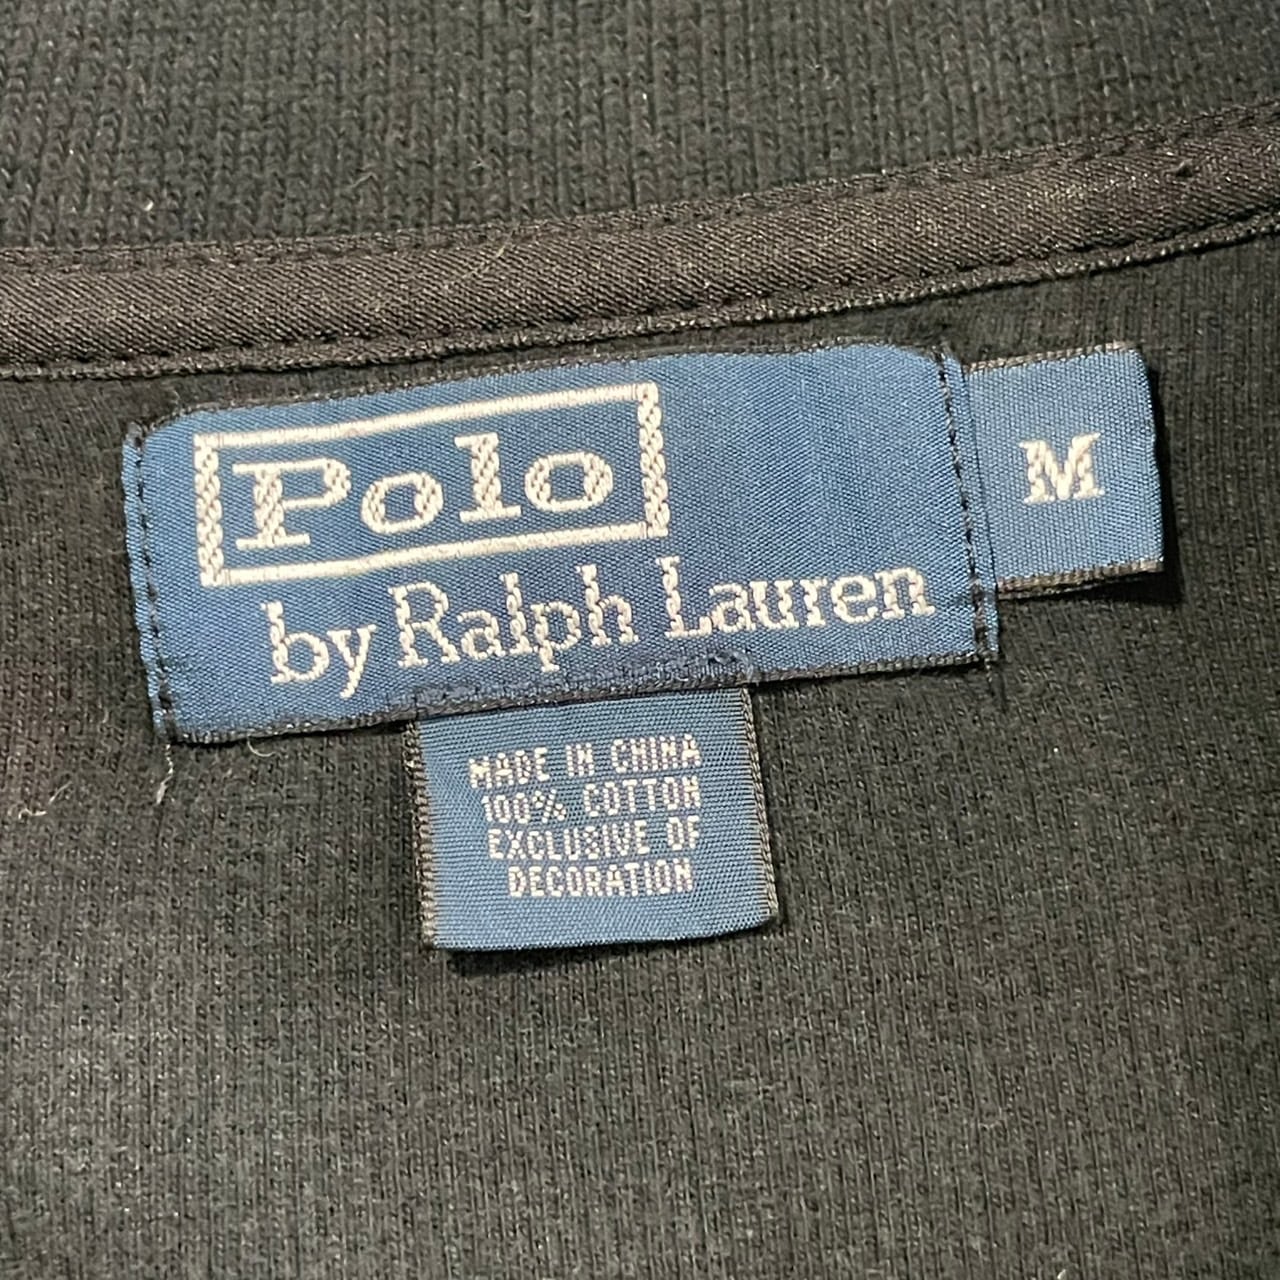 Polo
by Ralph Lauren
M
MADE IN CHINA
100% COTTON
EXCLUSIVE OF
DECORATION